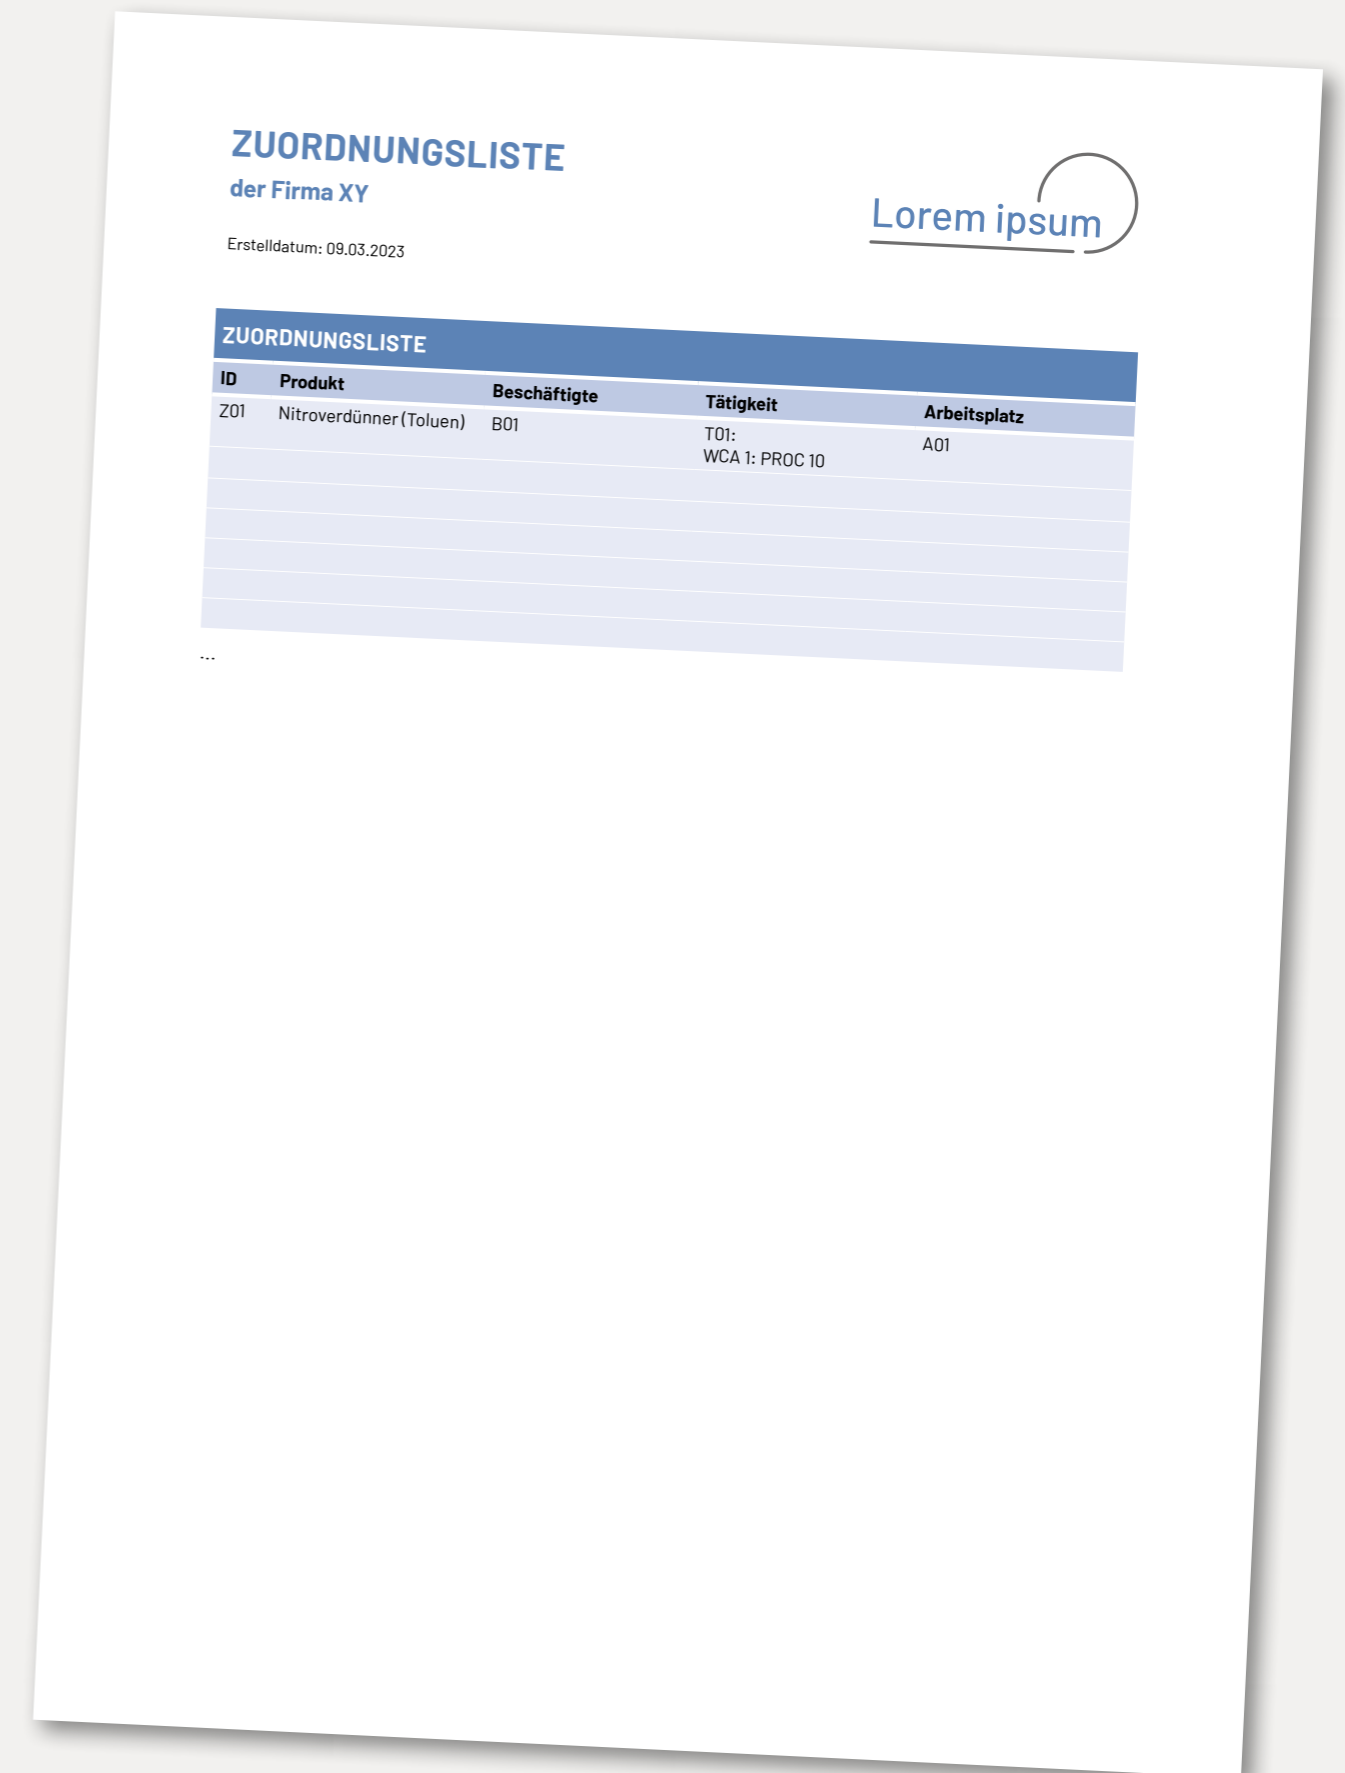 ZUORDNUNGSLISTE
der Firma XY
Lorem ipsum
Erstelldatum: 09.03.2023
ZUORDNUNGSLISTE
ID Produkt Beschäftigte Tätigkeit Arbeitsplatz
Z01 Nitroverdünner (Toluen) B01 T01: A01
WCA 1: PROC 10
...